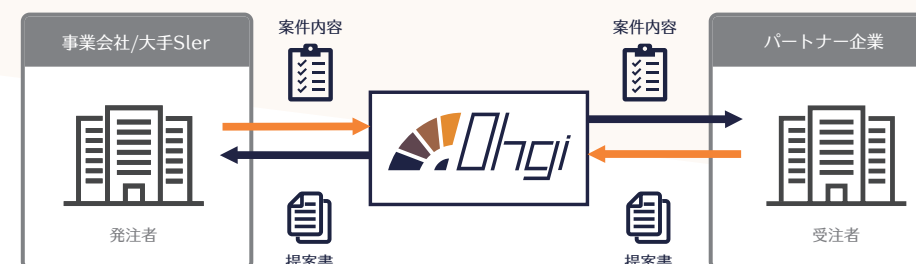 事業会社/大手SIer
案件内容
案件内容
パートナー企業
Ohgi
発注者
受注者
提案書
提案書